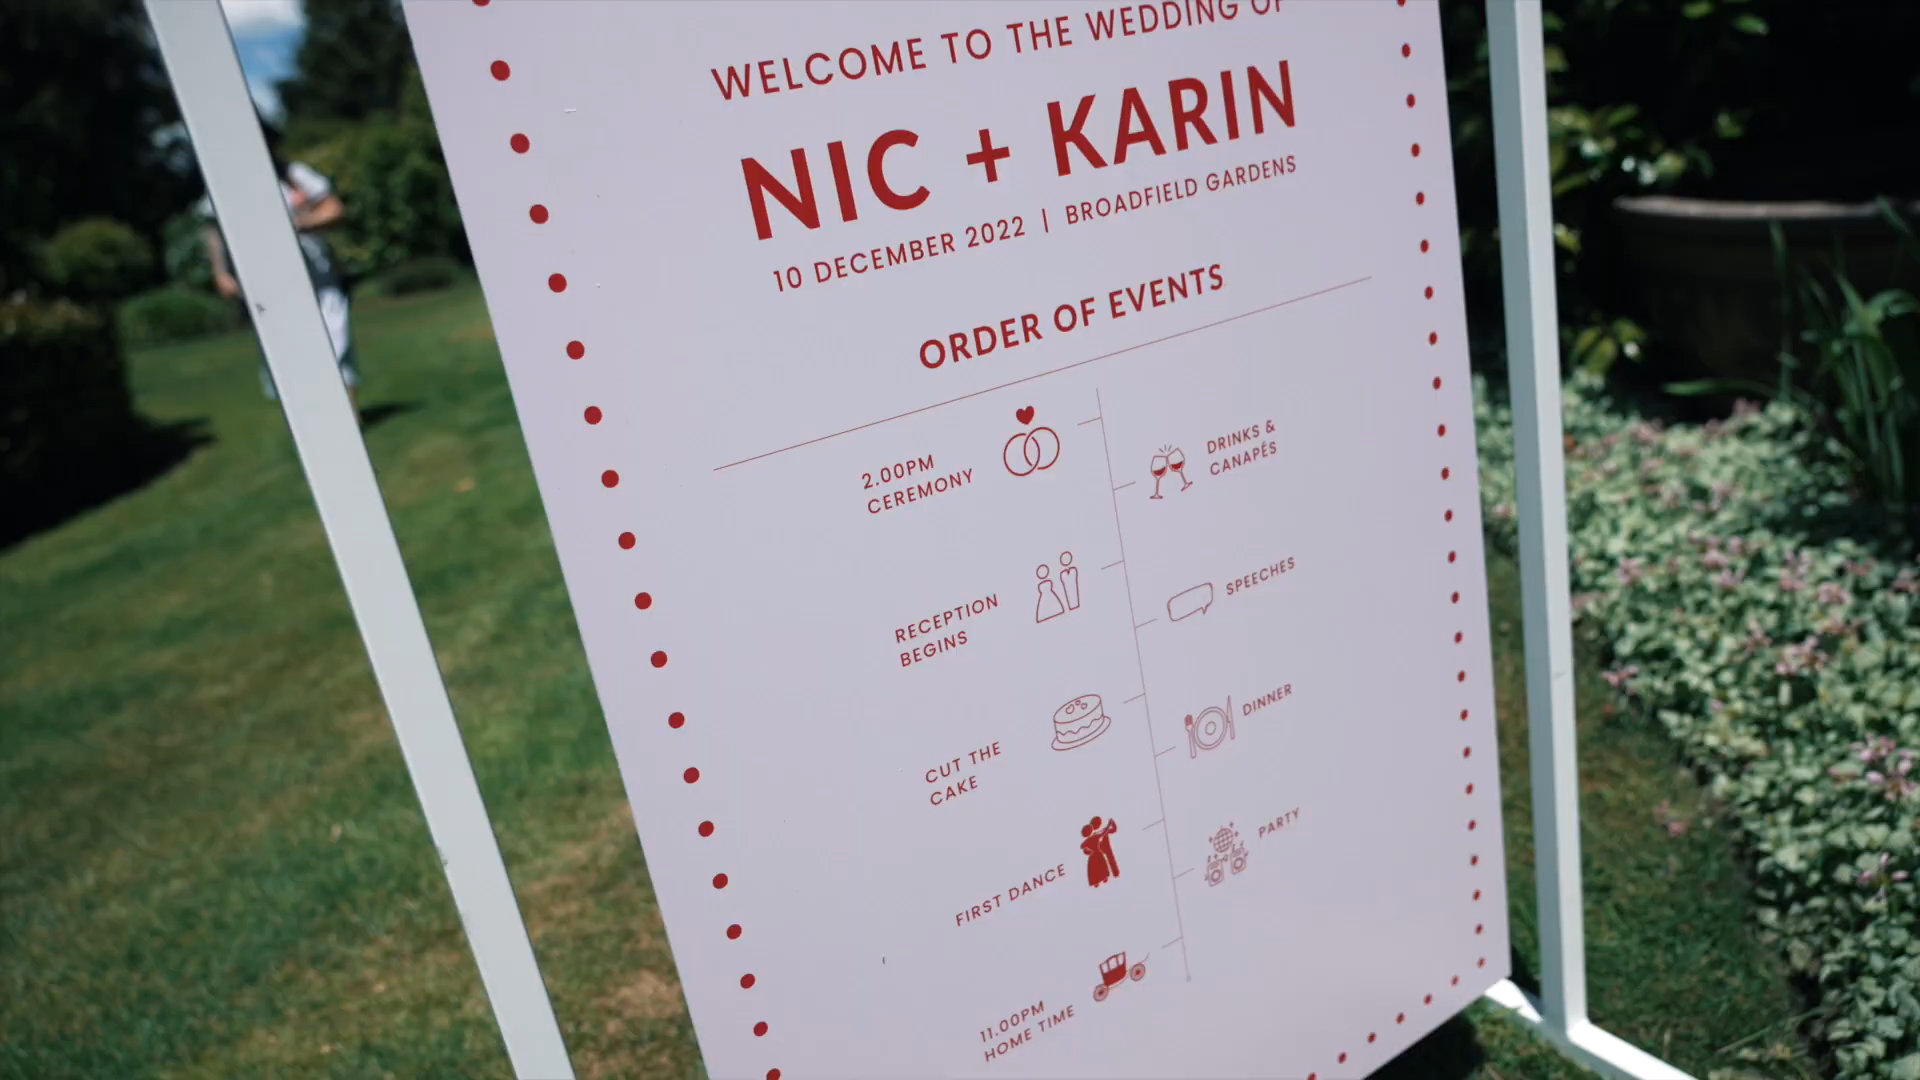 WELCOME TO THE WEDDING OF
NIC + KARIN
10 DECEMBER 2022 | BROADFIELD GARDENS
ORDER OF EVENTS
2.00PM
CEREMONY
DRINKS &
CANAPÉS
RECEPTION
BEGINS
SPEECHES
CUT THE
CAKE
DINNER
FIRST DANCE
PARTY
11.00PM
HOME TIME